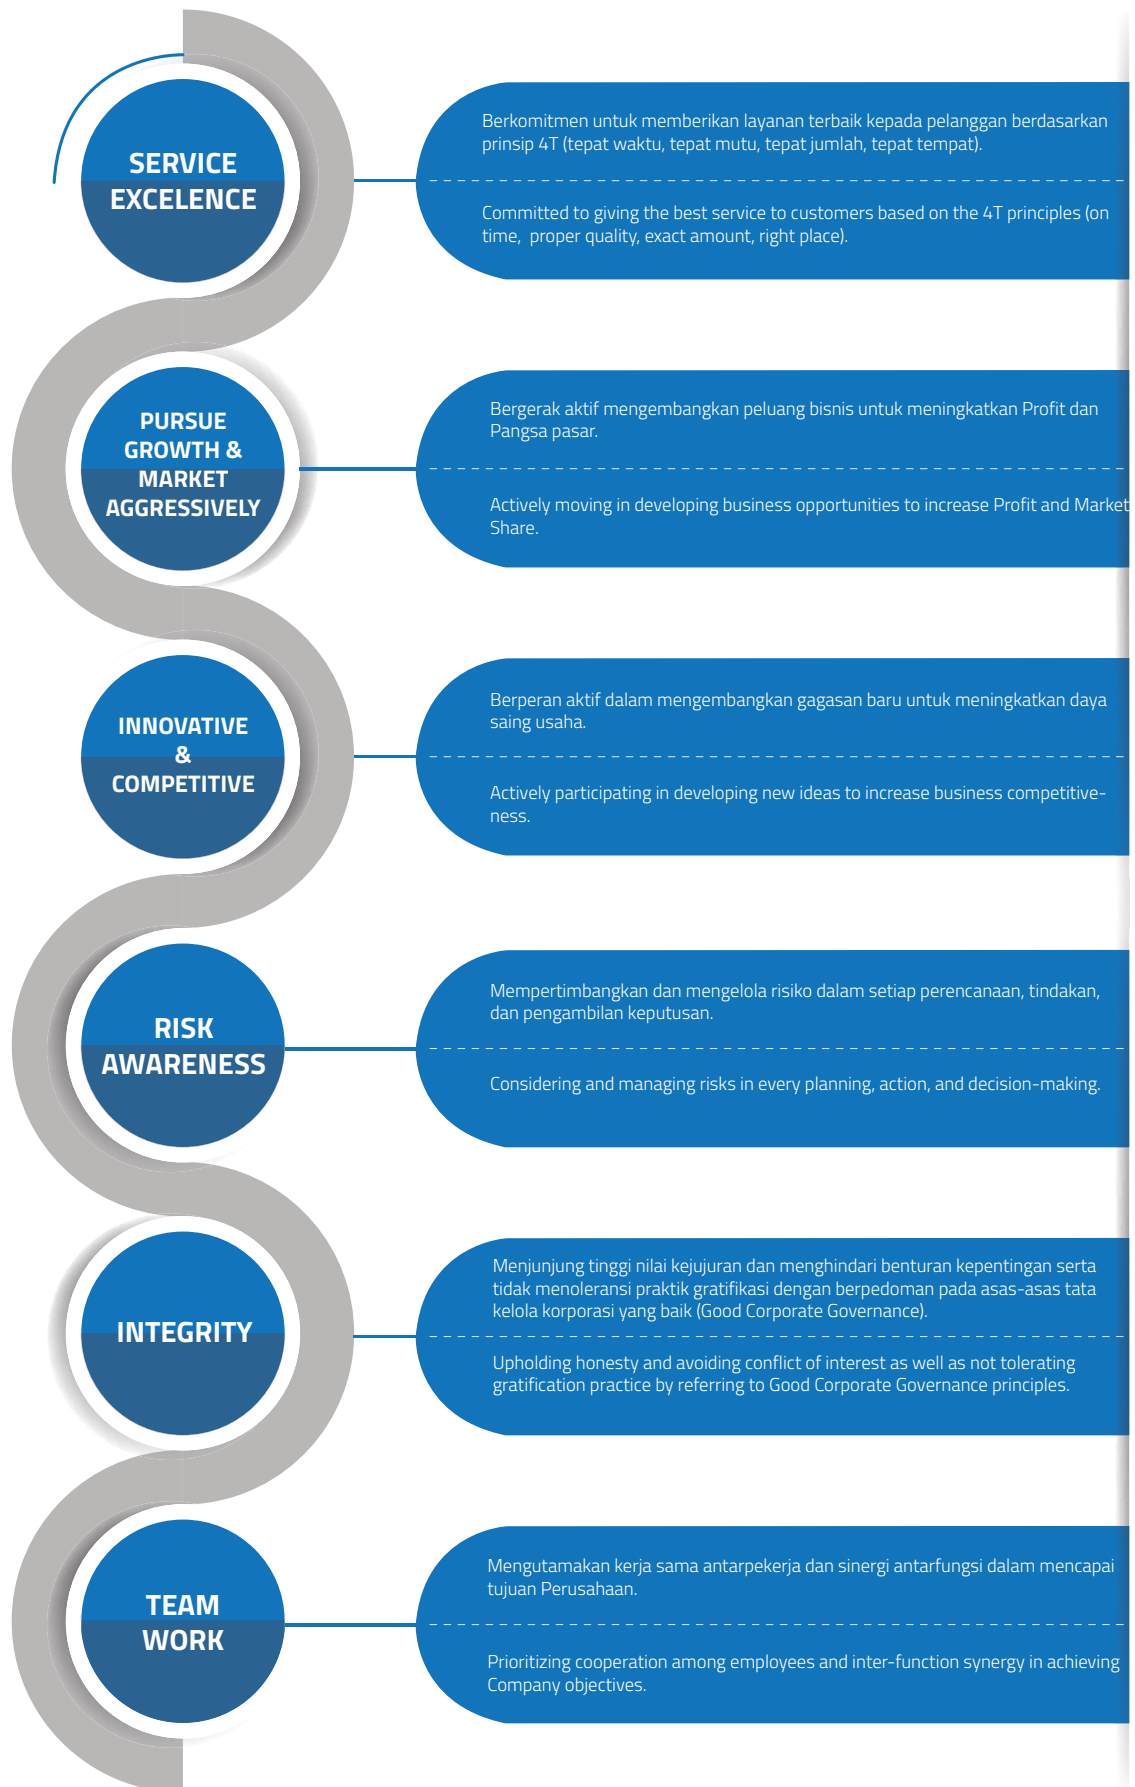 SERVICE
EXCELENCE
Berkomitmen untuk memberikan layanan terbaik kepada pelanggan berdasarkan
prinsip 4T (tepat waktu, tepat mutu, tepat jumlah, tepat tempat).
Committed to giving the best service to customers based on the 4T principles (on
time, proper quality, exact amount, right place).
PURSUE
GROWTH &
MARKET
AGGRESSIVELY
Bergerak aktif mengembangkan peluang bisnis untuk meningkatkan Profit dan
Pangsa pasar.
Actively moving in developing business opportunities to increase Profit and Market
Share.
INNOVATIVE
&
COMPETITIVE
Berperan aktif dalam mengembangkan gagasan baru untuk meningkatkan daya
saing usaha.
Actively participating in developing new ideas to increase business competitive-
ness.
RISK
AWARENESS
Mempertimbangkan dan mengelola risiko dalam setiap perencanaan, tindakan,
dan pengambilan keputusan.
Considering and managing risks in every planning, action, and decision-making.
INTEGRITY
Menjunjung tinggi nilai kejujuran dan menghindari benturan kepentingan serta
tidak menoleransi praktik gratifikasi dengan berpedoman pada asas-asas tata
kelola korporasi yang baik (Good Corporate Governance).
Upholding honesty and avoiding conflict of interest as well as not tolerating
gratification practice by referring to Good Corporate Governance principles.
TEAM
WORK
Mengutamakan kerja sama antarpekerja dan sinergi antarfungsi dalam mencapai
tujuan Perusahaan.
Prioritizing cooperation among employees and inter-function synergy in achieving
Company objectives.